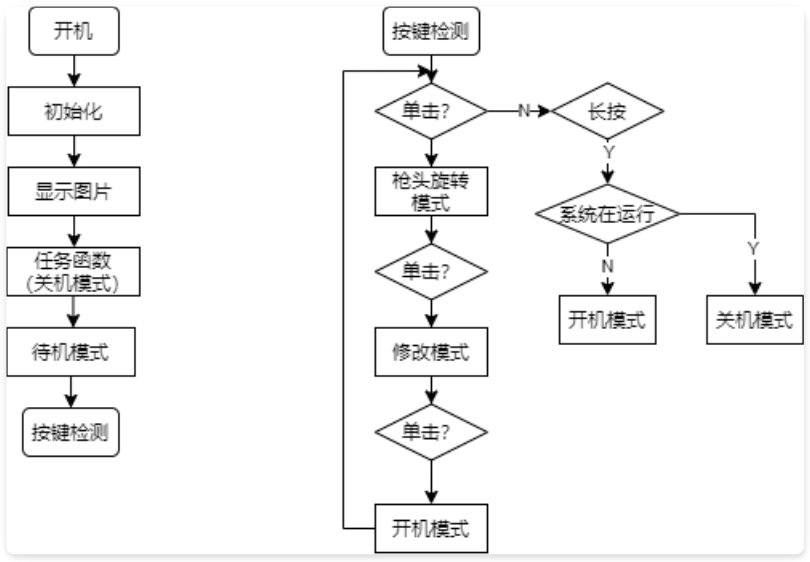 开机
初始化
显示图片
任务函数
（关机模式）
待机模式
按键检测
按键检测
单击?
N
长按
Y
枪头旋转
模式
系统在运行
Y
单击?
N
开机模式
关机模式
修改模式
单击?
开机模式